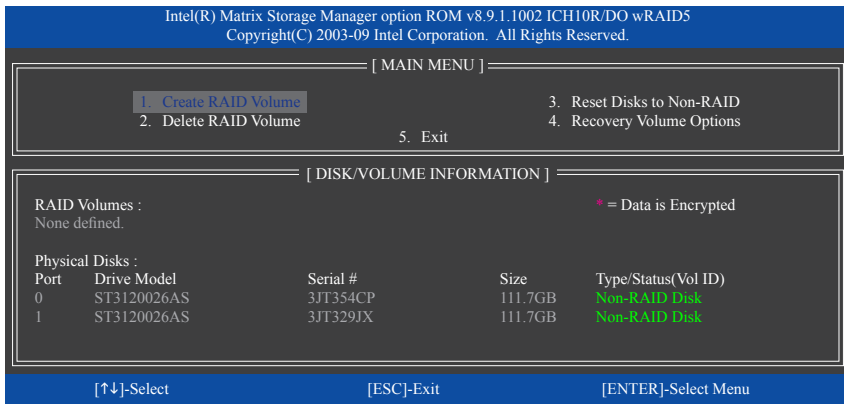 Intel(R) Matrix Storage Manager option ROM v8.9.1.1002 ICH10R/DO wRAID5
Copyright(C) 2003-09 Intel Corporation. All Rights Reserved.
[ MAIN MENU ]
1. Create RAID Volume 3. Reset Disks to Non-RAID
2. Delete RAID Volume 4. Recovery Volume Options
5. Exit
[ DISK/VOLUME INFORMATION ]
RAID Volumes : * = Data is Encrypted
None defined.
Physical Disks :
Port Drive Model Serial # Size Type/Status(Vol ID)
0 ST3120026AS 3JT354CP 111.7GB Non-RAID Disk
1 ST3120026AS 3JT329JX 111.7GB Non-RAID Disk
[↑↓]-Select [ESC]-Exit [ENTER]-Select Menu